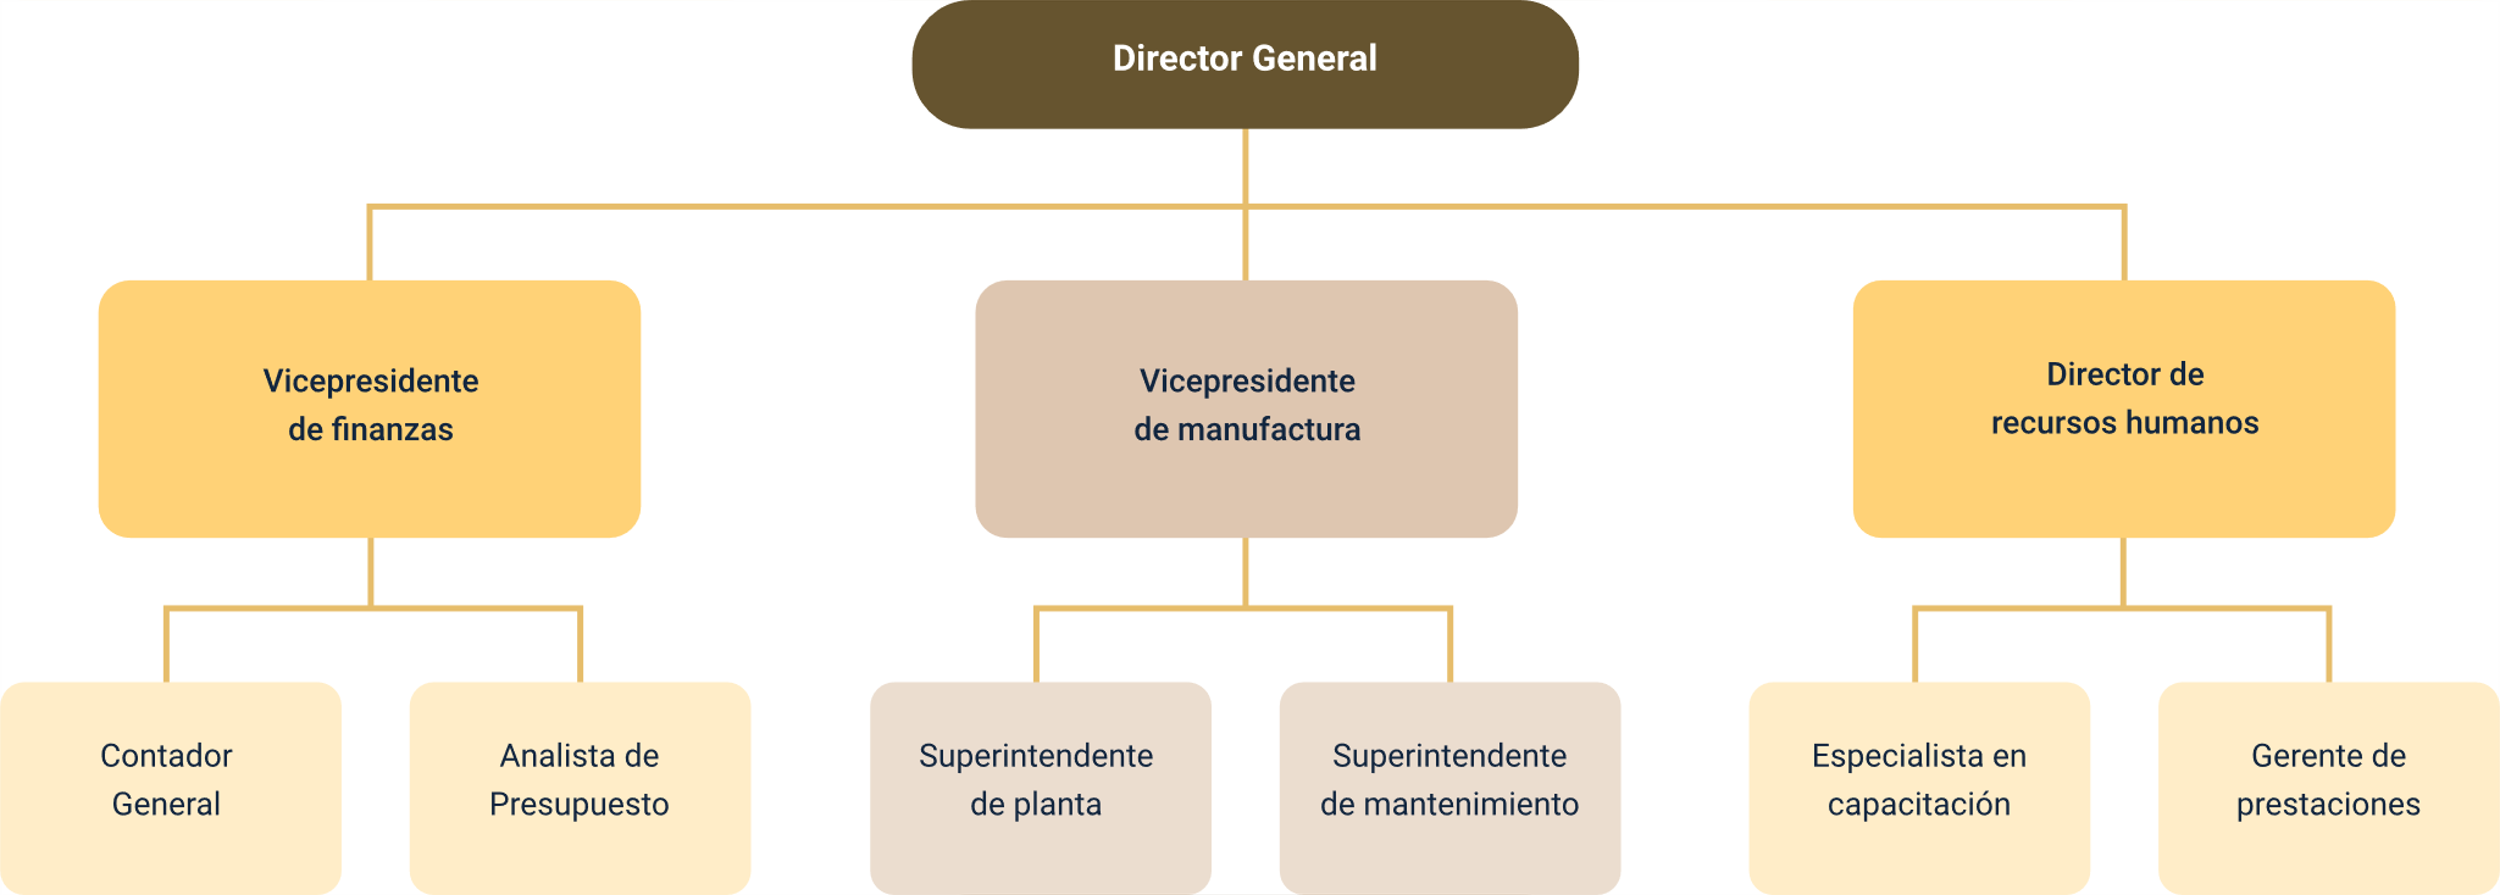 Director General
Vicepresidente
de finanzas
Vicepresidente
de manufactura
Director de
recursos humanos
Contador
General
Analista de
Presupuesto
Superintendente
de planta
Superintendente
de mantenimiento
Especialista en
capacitación
Gerente de
prestaciones